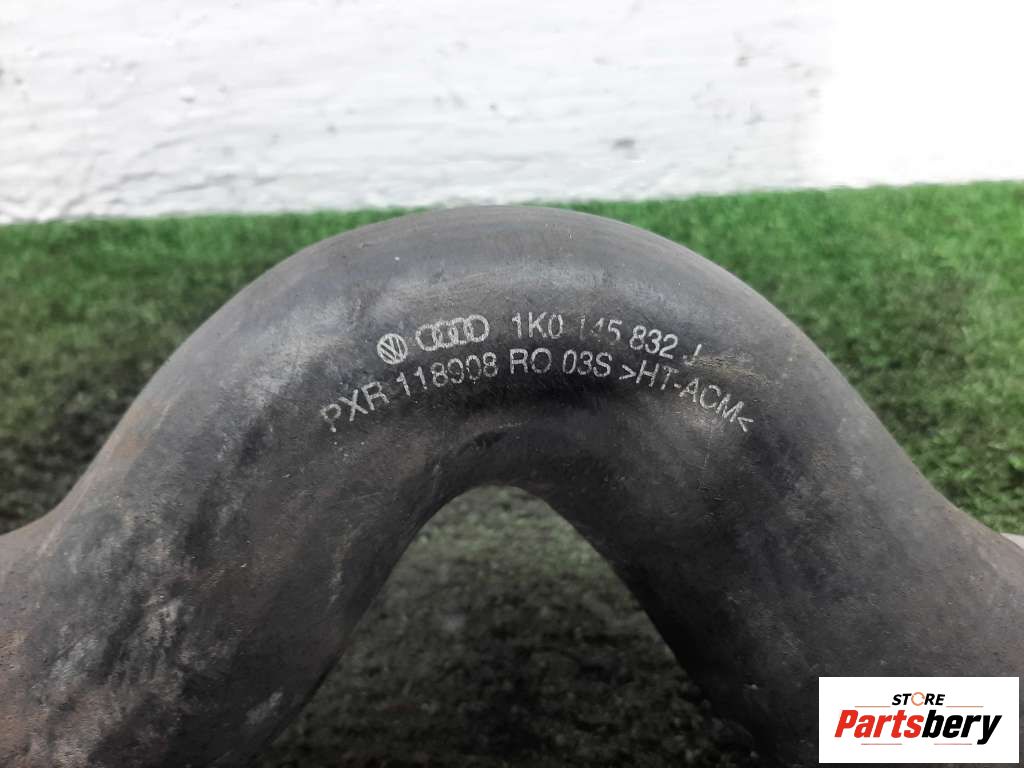 1K0 145 832 J
PXR 118908 RO 03S >HT-ACM<
STORE
Partsbery